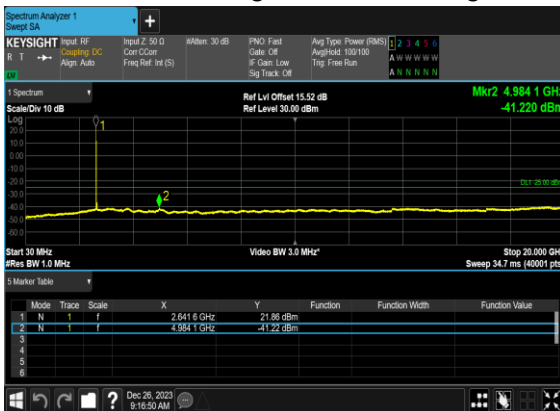 Spectrum Analyzer 1
Swept SA
+
KEYSIGHT Input: RF Input Z: 50 Ω #Atten: 30 dB PNO: Fast Avg Type: Power (RMS) 1 2 3 4 5 6
R T Coupling: DC Corr CCorr Gate: Off Avg|Hold: 100/100 A W W W W W
Align: Auto Freq Ref: Int (S) IF Gain: Low Trig: Free Run
LV Sig Track: Off A N N N N N
1 Spectrum Ref Lvl Offset 15.52 dB Mkr2 4.984 1 GHz
Scale/Div 10 dB Ref Level 30.00 dBm -41.220 dBm
Log
1
20.0
10.0
0.00
-10.0
-20.0
DL1 -25.00 dBm
-30.0
2
-40.0
-50.0
-60.0
Start 30 MHz Video BW 3.0 MHz* Stop 20.000 GH
#Res BW 1.0 MHz Sweep 34.7 ms (40001 pts
5 Marker Table
Mode Trace Scale X Y Function Function Width Function Value
1 N 1 f 2.641 6 GHz 21.86 dBm
2 N 1 f 4.984 1 GHz -41.22 dBm
3
4
5
6
? Dec 26, 2023
9:16:50 AM